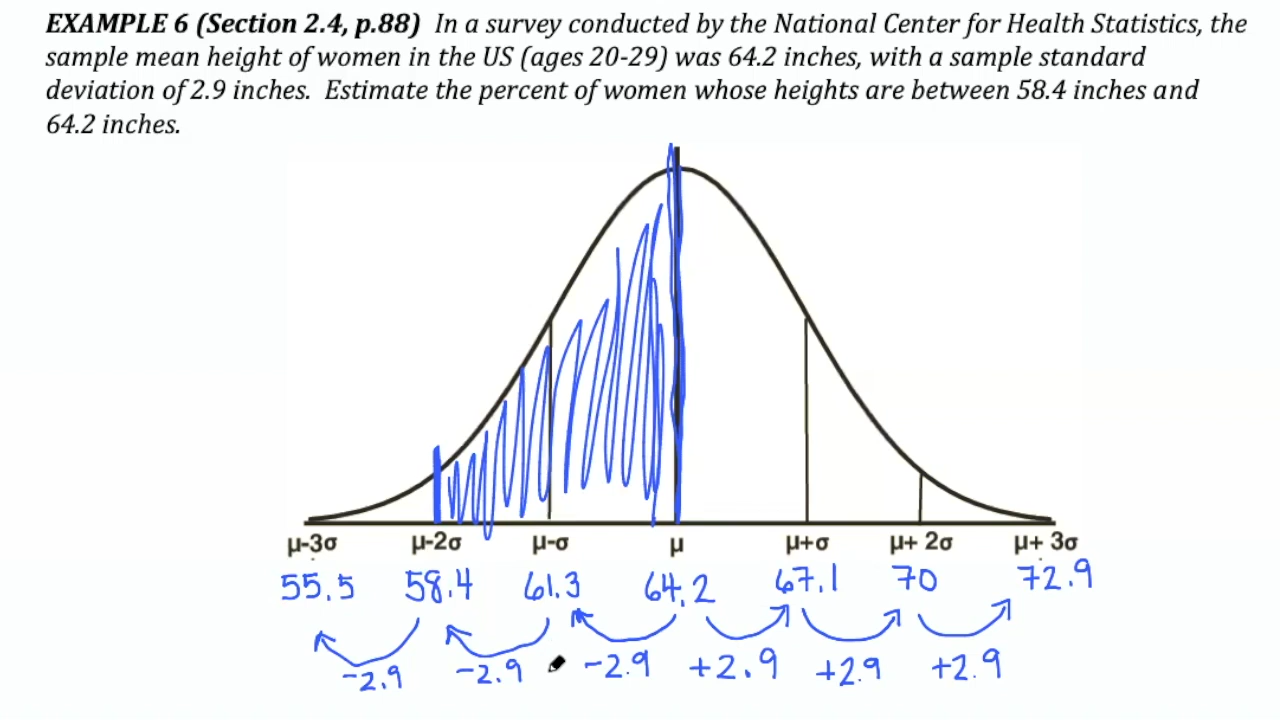 EXAMPLE 6 (Section 2.4, p.88) In a survey conducted by the National Center for Health Statistics, the
sample mean height of women in the US (ages 20-29) was 64.2 inches, with a sample standard
deviation of 2.9 inches. Estimate the percent of women whose heights are between 58.4 inches and
64.2 inches.
μ-3σ μ-2σ μ-σ μ μ+σ μ+ 2σ μ+ 3σ
55.5 58.4 61.3 64.2 67.1 70 72.9
-2.9 -2.9 -2.9 +2.9 +2.9 +2.9